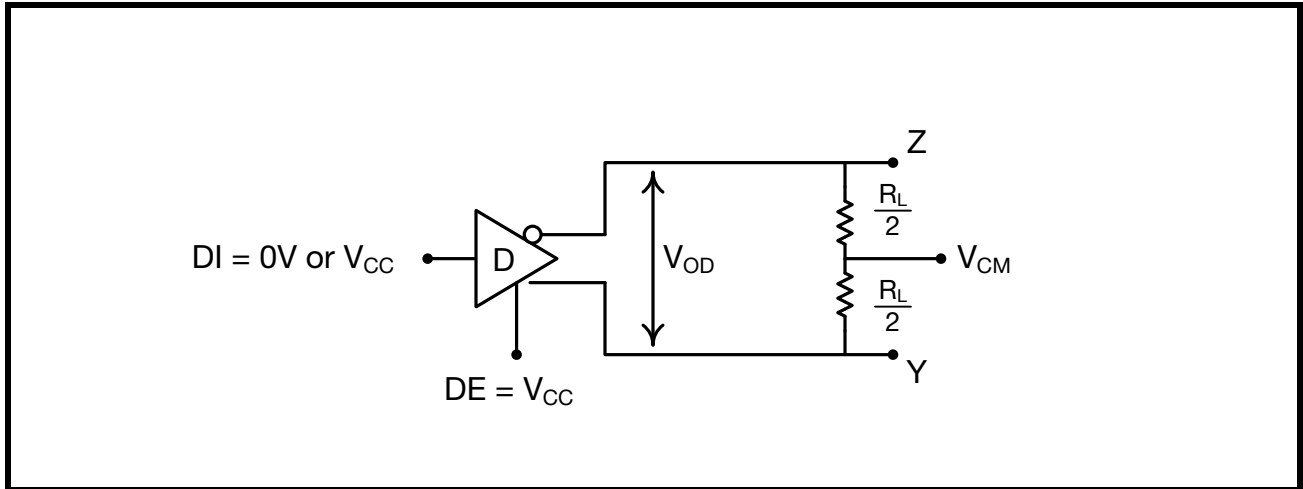 Z
R_L
2
DI = 0V or V_CC
D
V_OD
V_CM
R_L
2
DE = V_CC
Y